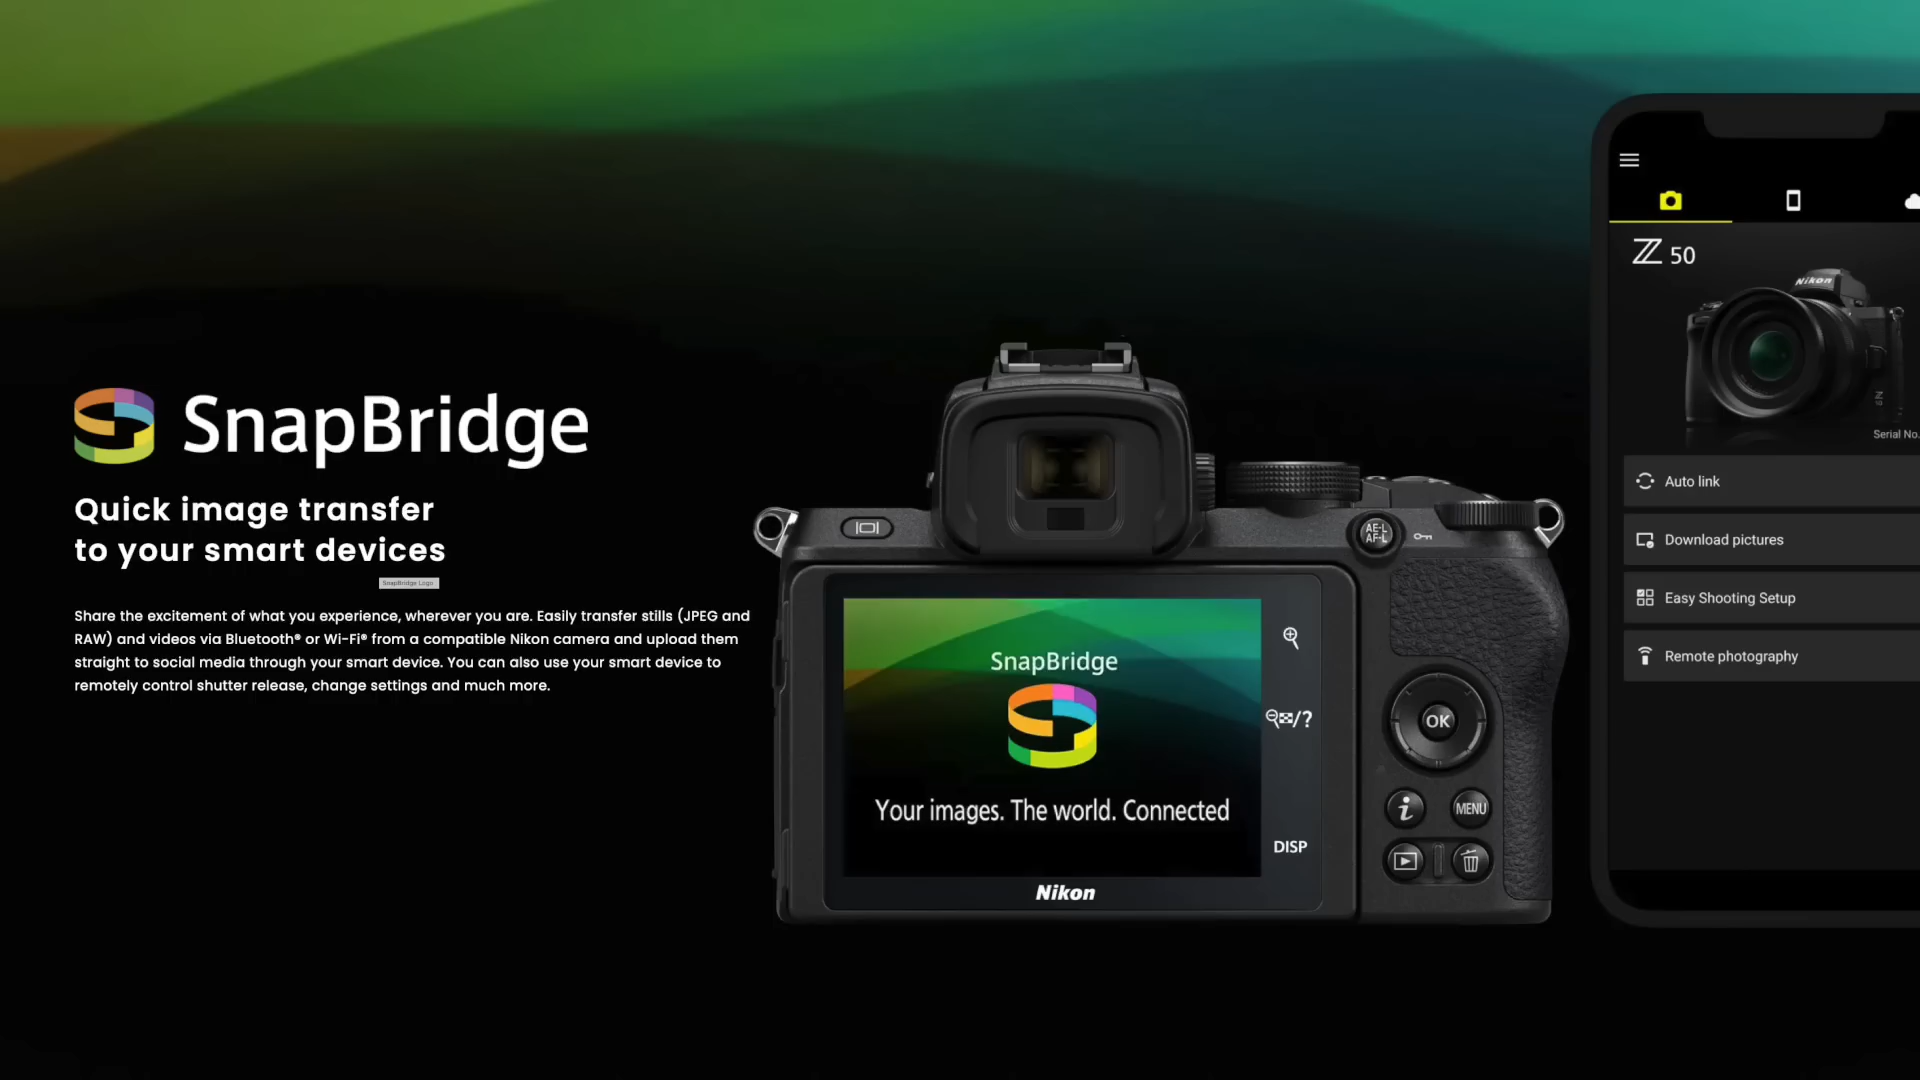 SnapBridge
Quick image transfer
to your smart devices
SnapBridge Logo
Share the excitement of what you experience, wherever you are. Easily transfer stills (JPEG and
RAW) and videos via Bluetooth® or Wi-Fi® from a compatible Nikon camera and upload them
straight to social media through your smart device. You can also use your smart device to
remotely control shutter release, change settings and much more.
AE-L
AF-L
SnapBridge
Your images. The world. Connected
?
DISP
Nikon
OK
i
MENU
Z 50
Nikon
Serial No.
Auto link
Download pictures
Easy Shooting Setup
Remote photography